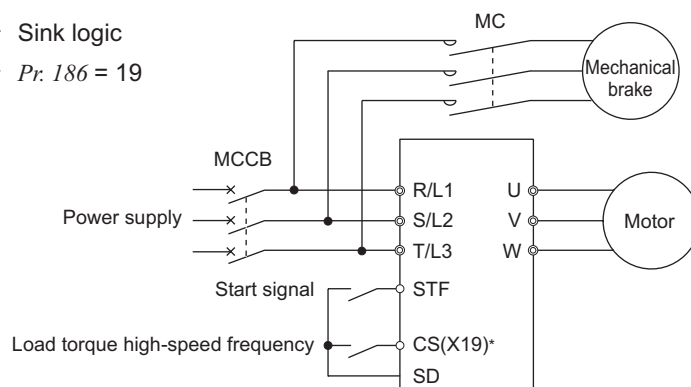 Sink logic
Pr. 186 = 19
MC
Mechanical
brake
MCCB
R/L1
U
Power supply
S/L2
V
Motor
T/L3
W
Start signal
STF
Load torque high-speed frequency
CS(X19)*
SD